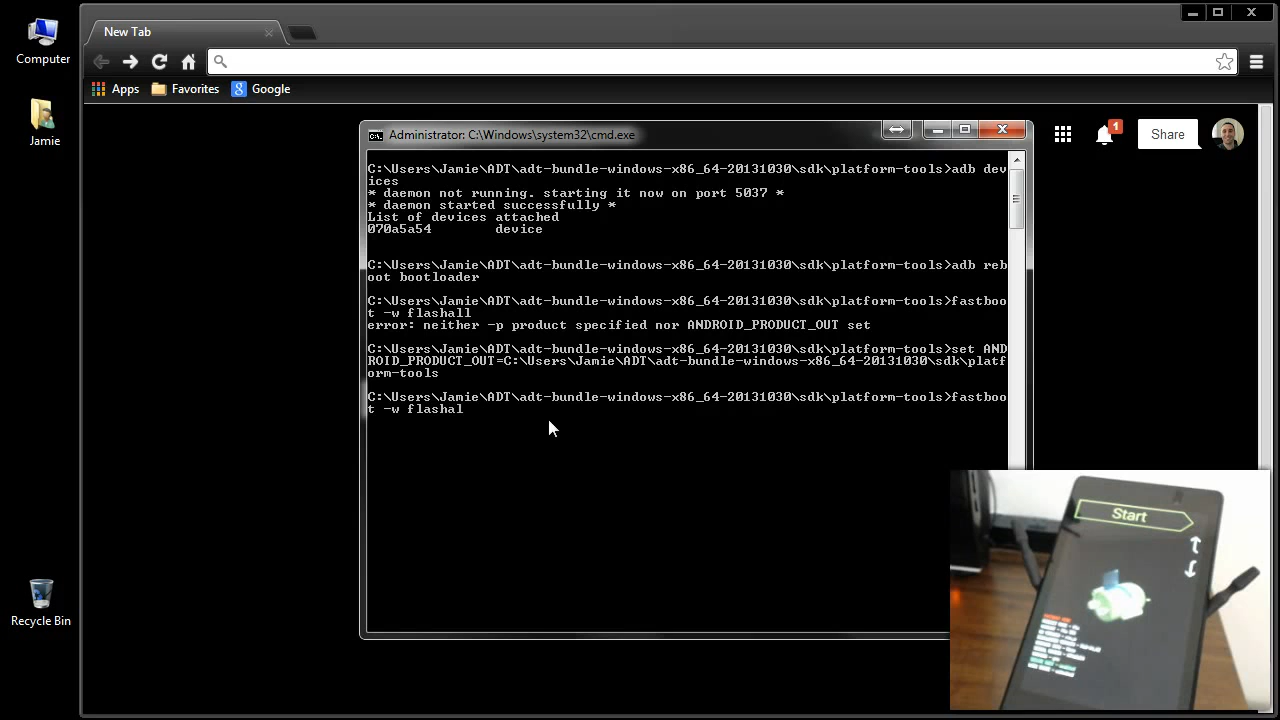 Computer
Jamie
Recycle Bin
New Tab
Apps
Favorites
Google
1
Share
Administrator: C:\Windows\system32\cmd.exe
C:\Users\Jamie\ADT\adt-bundle-windows-x86_64-20131030\sdk\platform-tools>adb dev
ices
* daemon not running. starting it now on port 5037 *
* daemon started successfully *
List of devices attached
070a5a54 device
C:\Users\Jamie\ADT\adt-bundle-windows-x86_64-20131030\sdk\platform-tools>adb reb
oot bootloader
C:\Users\Jamie\ADT\adt-bundle-windows-x86_64-20131030\sdk\platform-tools>fastboo
t -w flashall
error: neither -p product specified nor ANDROID_PRODUCT_OUT set
C:\Users\Jamie\ADT\adt-bundle-windows-x86_64-20131030\sdk\platform-tools>set AND
ROID_PRODUCT_OUT=C:\Users\Jamie\ADT\adt-bundle-windows-x86_64-20131030\sdk\platf
orm-tools
C:\Users\Jamie\ADT\adt-bundle-windows-x86_64-20131030\sdk\platform-tools>fastboo
t -w flashal
Start